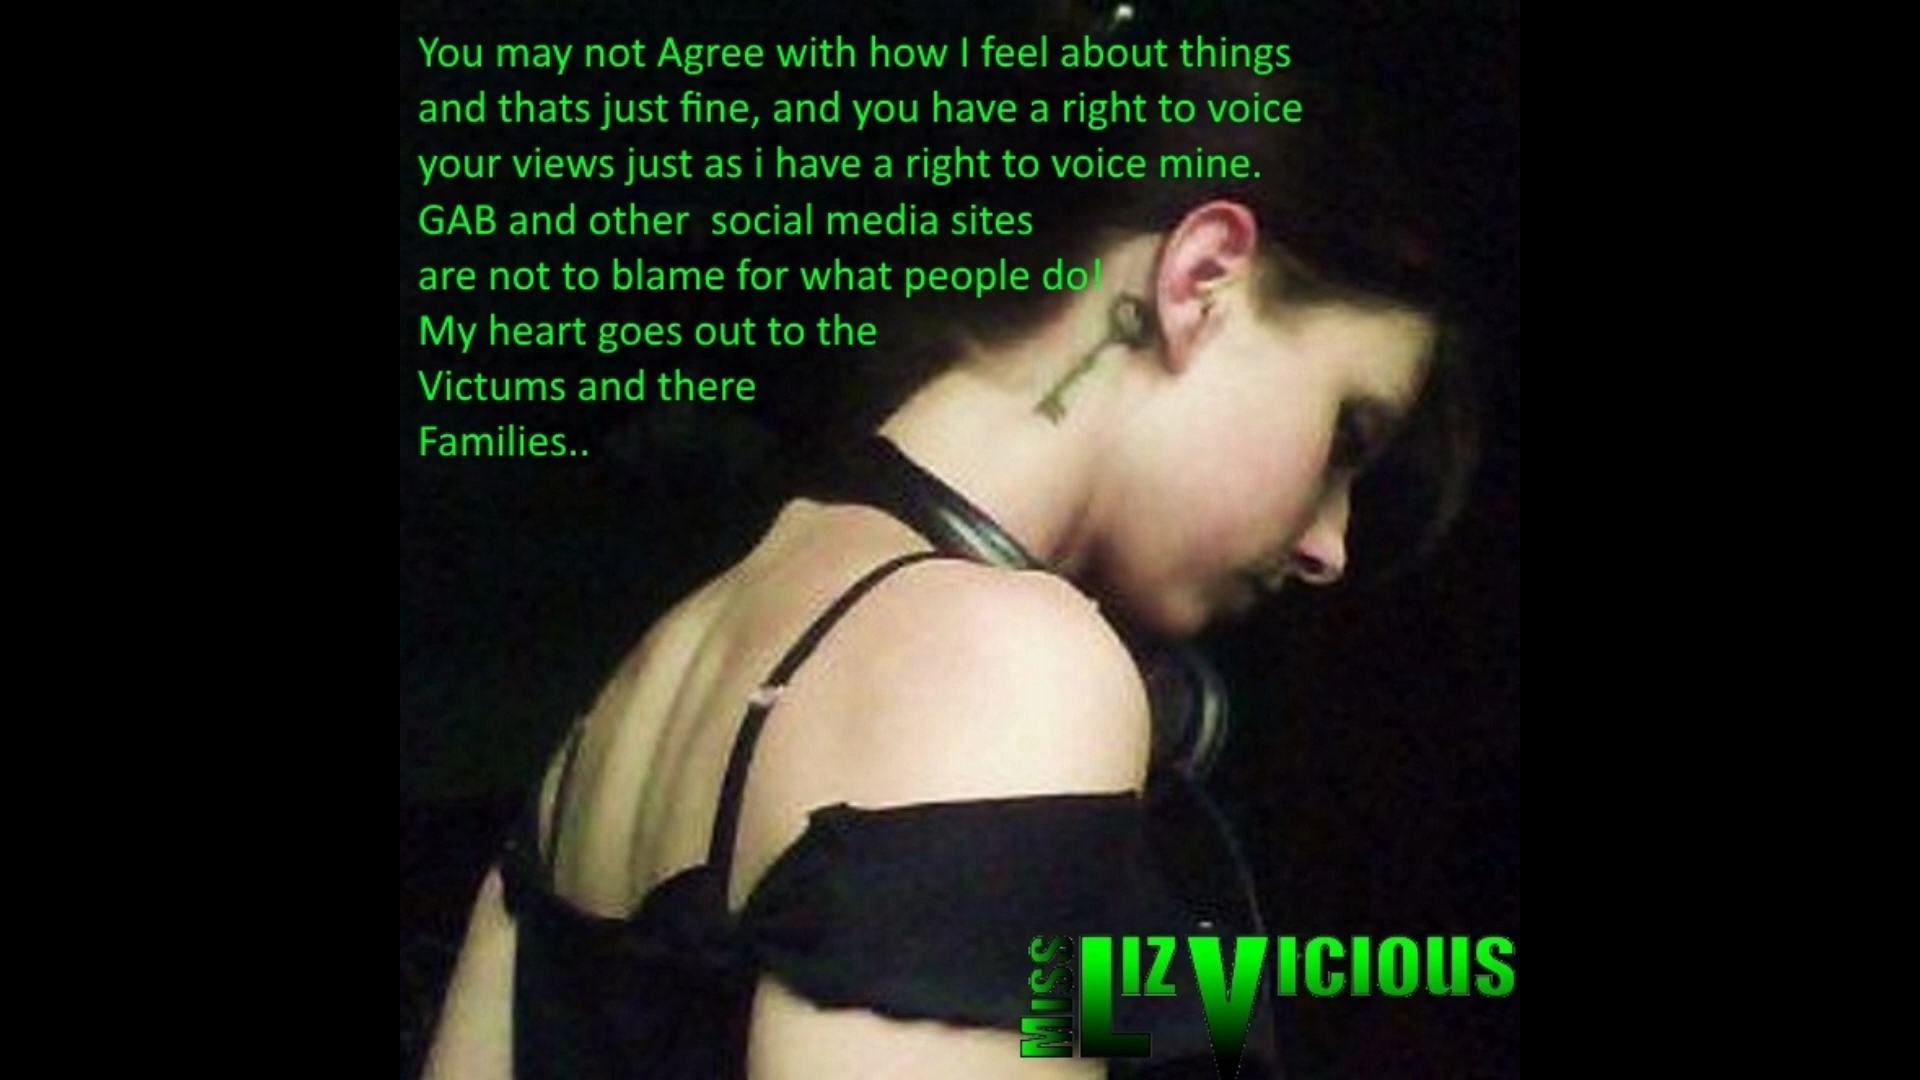 You may not Agree with how I feel about things
and thats just fine, and you have a right to voice
your views just as i have a right to voice mine.
GAB and other  social media sites
are not to blame for what people do!
My heart goes out to the
Victums and there
Families..
MISS LIZ VICIOUS